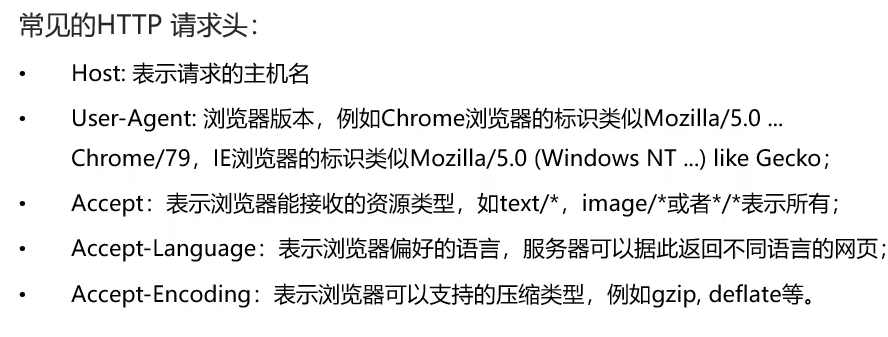 常见的HTTP 请求头：
• Host: 表示请求的主机名
• User-Agent: 浏览器版本，例如Chrome浏览器的标识类似Mozilla/5.0 ...
Chrome/79，IE浏览器的标识类似Mozilla/5.0 (Windows NT ...) like Gecko；
• Accept：表示浏览器能接收的资源类型，如text/*，image/*或者*/*表示所有；
• Accept-Language：表示浏览器偏好的语言，服务器可以据此返回不同语言的网页；
• Accept-Encoding：表示浏览器可以支持的压缩类型，例如gzip, deflate等。